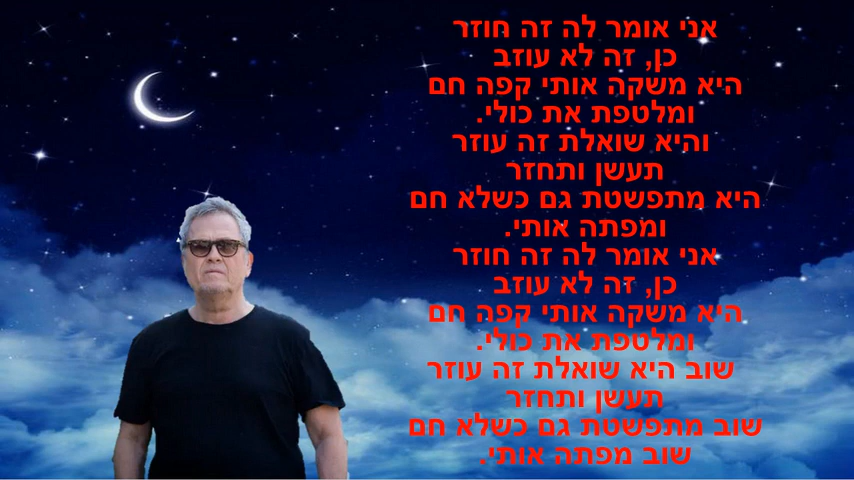 אני אומר לה זה חוזר
כן, זה לא עוזב
היא משקה אותי קפה חם
ומלטפת את כולי.
והיא שואלת זה עוזר
תעשן ותחזר
היא מתפשטת גם כשלא חם
ומפתה אותי.
אני אומר לה זה חוזר
כן, זה לא עוזב
היא משקה אותי קפה חם
ומלטפת את כולי.
שוב היא שואלת זה עוזר
תעשן ותחזר
שוב מתפשטת גם כשלא חם
שוב מפתה אותי.